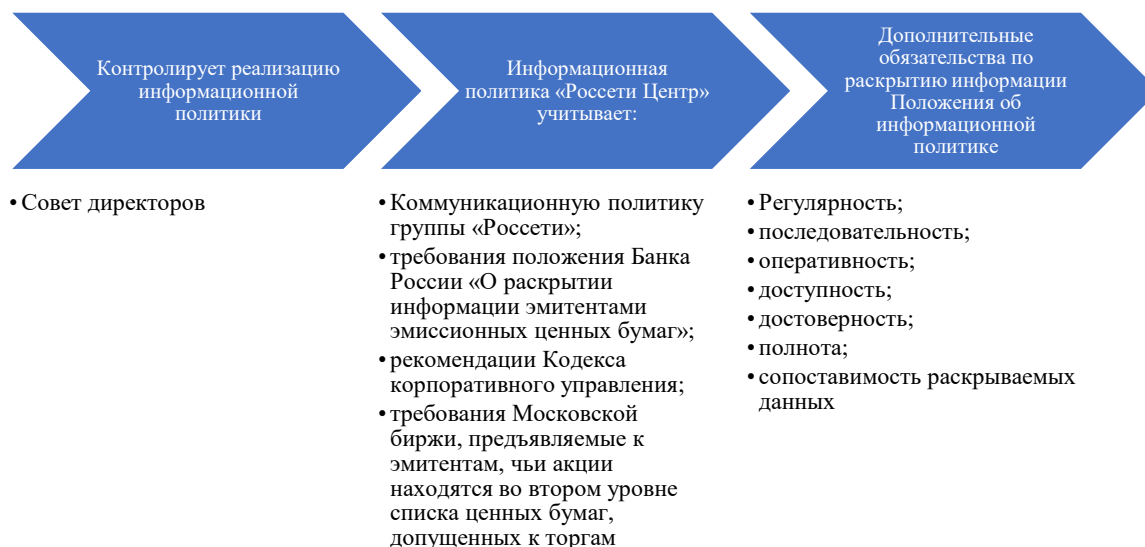 Контролирует реализацию
информационной
политики
Информационная
политика «Россети Центр»
учитывает:
Дополнительные
обязательства по
раскрытию информации
Положения об
информационной
политике
• Совет директоров
• Коммуникационную политику
группы «Россети»;
• требования положения Банка
России «О раскрытии
информации эмитентами
эмиссионных ценных бумаг»;
• рекомендации Кодекса
корпоративного управления;
• требования Московской
биржи, предъявляемые к
эмитентам, чьи акции
находятся во втором уровне
списка ценных бумаг,
допущенных к торгам
• Регулярность;
• последовательность;
• оперативность;
• доступность;
• достоверность;
• полнота;
• сопоставимость раскрываемых
данных